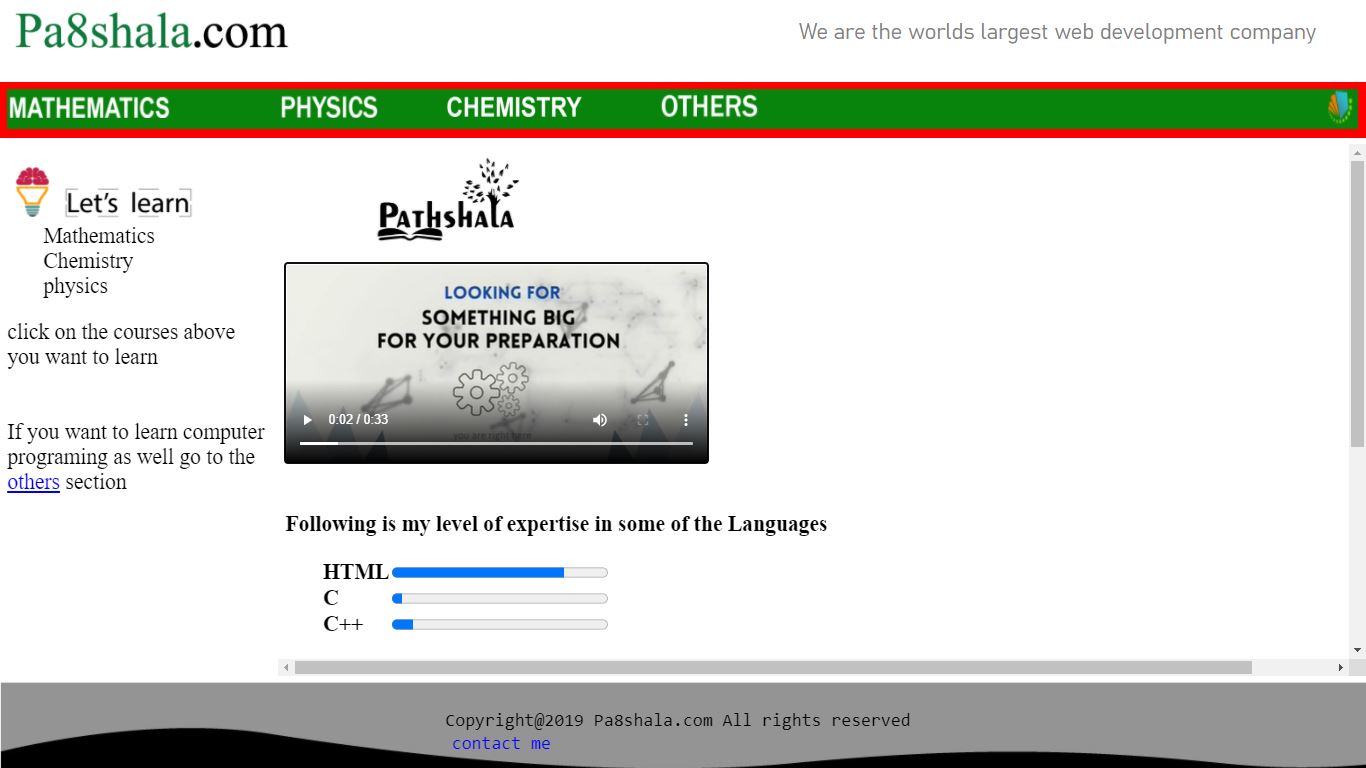 Pa8shala.com
We are the worlds largest web development company
MATHEMATICS PHYSICS CHEMISTRY OTHERS
Let's learn
Mathematics
Chemistry
physics
click on the courses above
you want to learn
If you want to learn computer
programing as well go to the
others section
PATHSHALA
LOOKING FOR
SOMETHING BIG
FOR YOUR PREPARATION
0:02 / 0:33
you are right here
Following is my level of expertise in some of the Languages
HTML
C
C++
Copyright@2019 Pa8shala.com All rights reserved
contact me